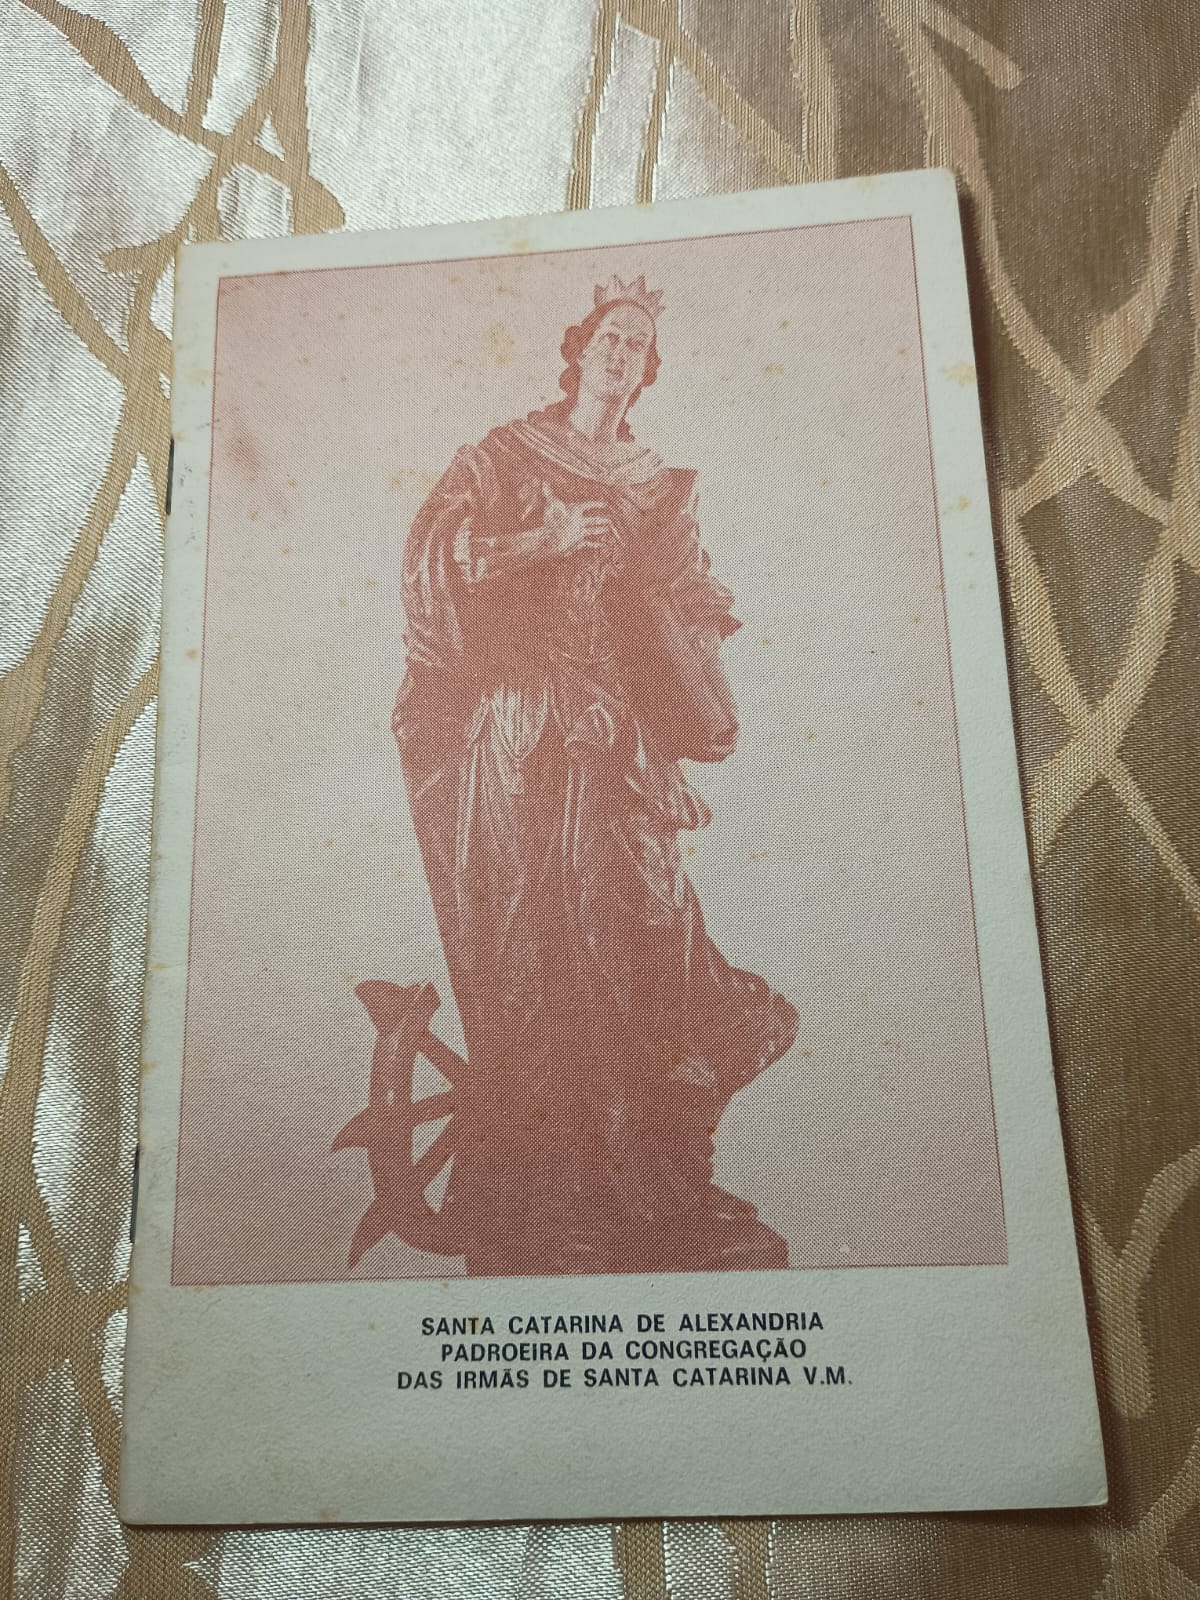 SANTA CATARINA DE ALEXANDRIA
PADROEIRA DA CONGREGAÇÃO
DAS IRMÃS DE SANTA CATARINA V.M.